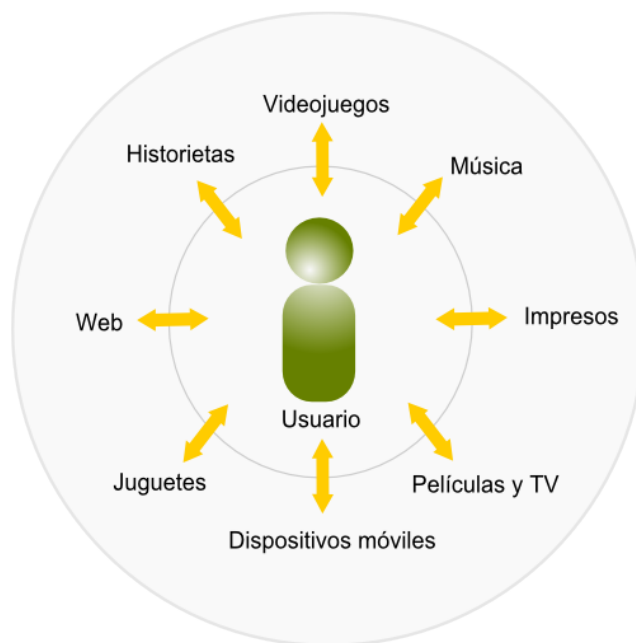 Videojuegos
Historietas
Música
Web
Impresos
Usuario
Juguetes
Películas y TV
Dispositivos móviles